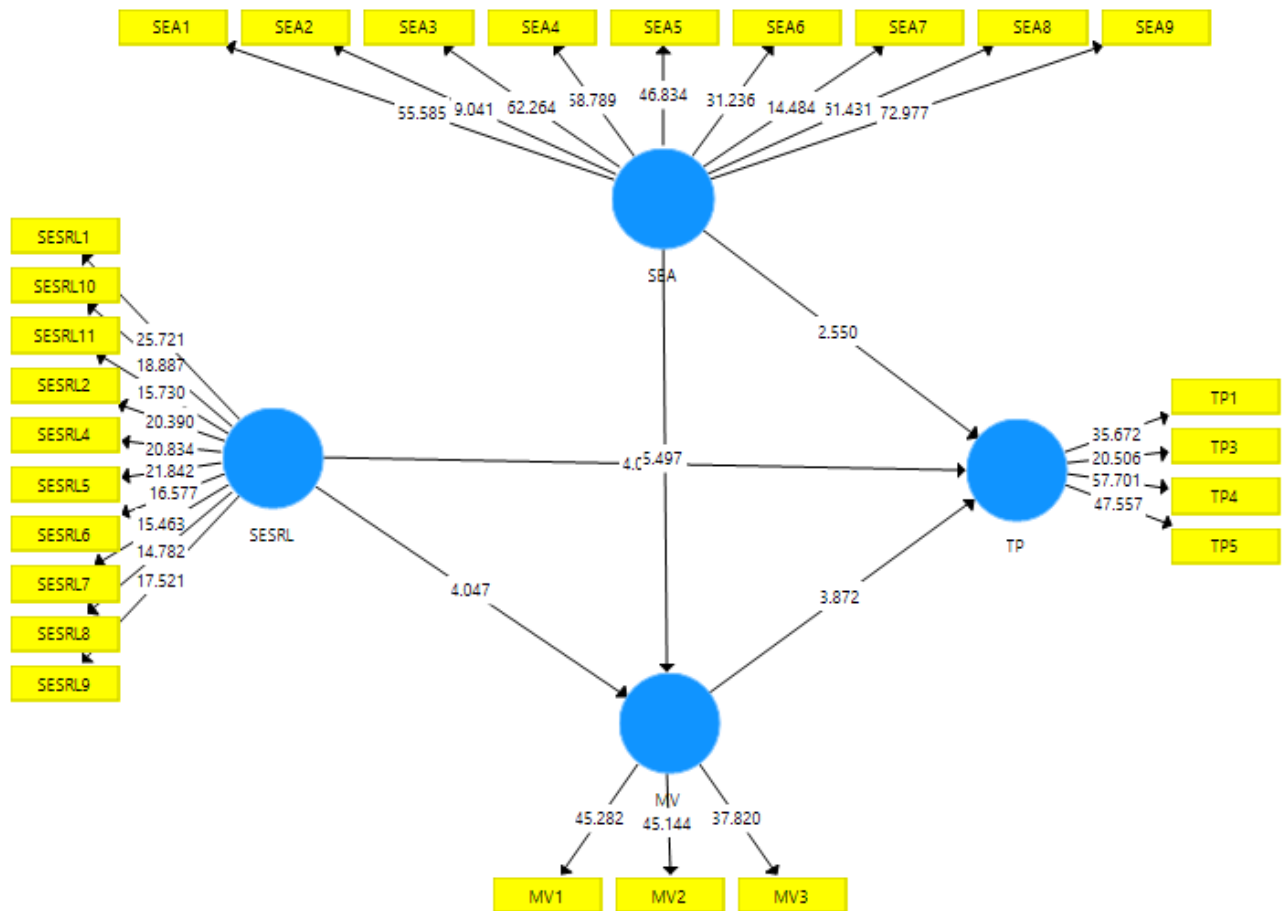 SEA1 SEA2 SEA3 SEA4 SEA5 SEA6 SEA7 SEA8 SEA9
55.585 9.041 62.264 46.834 31.236 14.484 72.977
SEA
SESRL1
SESRL10
SESRL11
SESRL2
SESRL4
SESRL5
SESRL6
SESRL7
SESRL8
SESRL9
25.721
18.887
15.730
20.390
20.834
21.842
16.577
15.463
14.782
17.521
SESRL
2.550
5.497
4.047
3.872
TP
35.672
20.506
57.701
47.557
TP1
TP3
TP4
TP5
MV
45.282 45.144 37.820
MV1 MV2 MV3